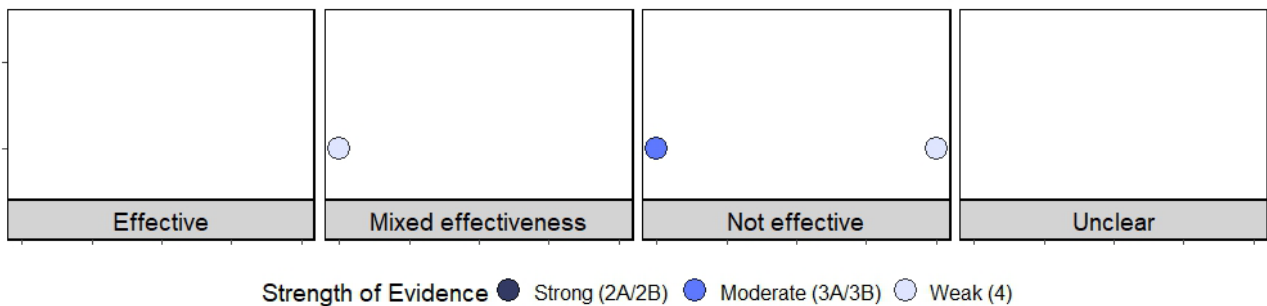 Effective Mixed effectiveness Not effective Unclear
Strength of Evidence Strong (2A/2B) Moderate (3A/3B) Weak (4)